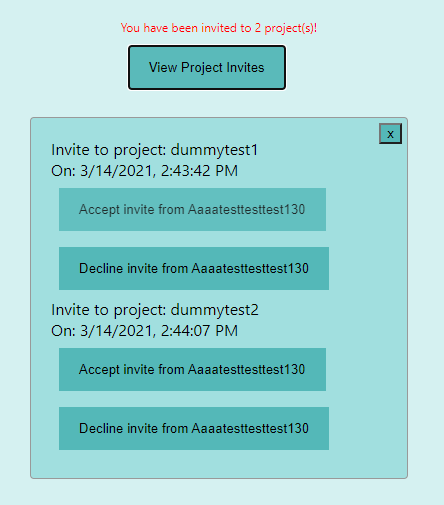 You have been invited to 2 project(s)!
View Project Invites
x
Invite to project: dummytest1
On: 3/14/2021, 2:43:42 PM
Accept invite from Aaaatesttesttest130
Decline invite from Aaaatesttesttest130
Invite to project: dummytest2
On: 3/14/2021, 2:44:07 PM
Accept invite from Aaaatesttesttest130
Decline invite from Aaaatesttesttest130